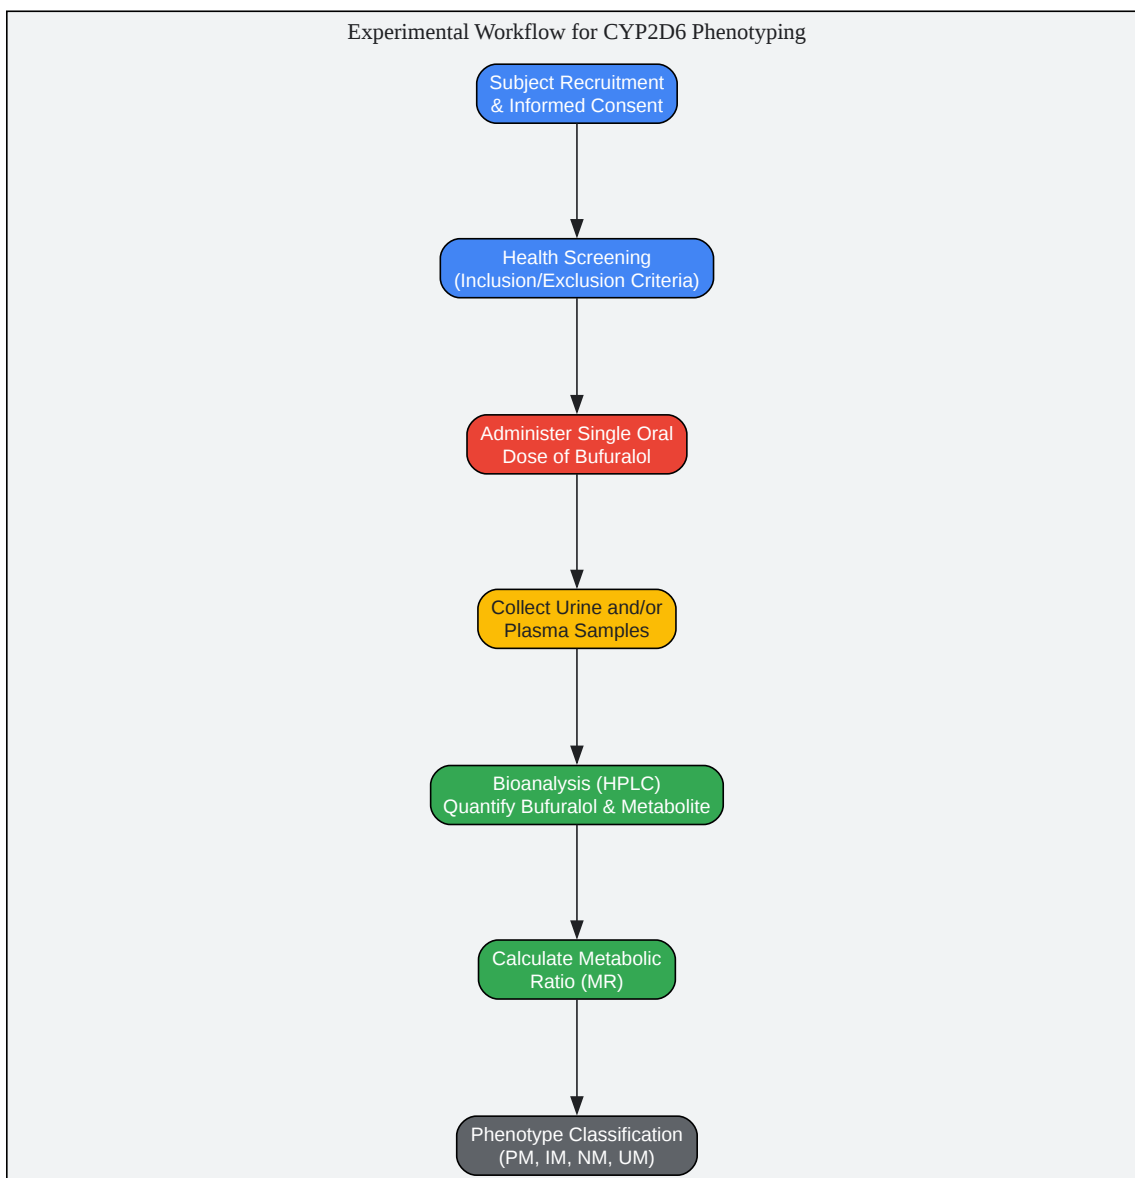 Experimental Workflow for CYP2D6 Phenotyping
Subject Recruitment
& Informed Consent
Health Screening
(Inclusion/Exclusion Criteria)
Administer Single Oral
Dose of Bufuralol
Collect Urine and/or
Plasma Samples
Bioanalysis (HPLC)
Quantify Bufuralol & Metabolite
Calculate Metabolic
Ratio (MR)
Phenotype Classification
(PM, IM, NM, UM)